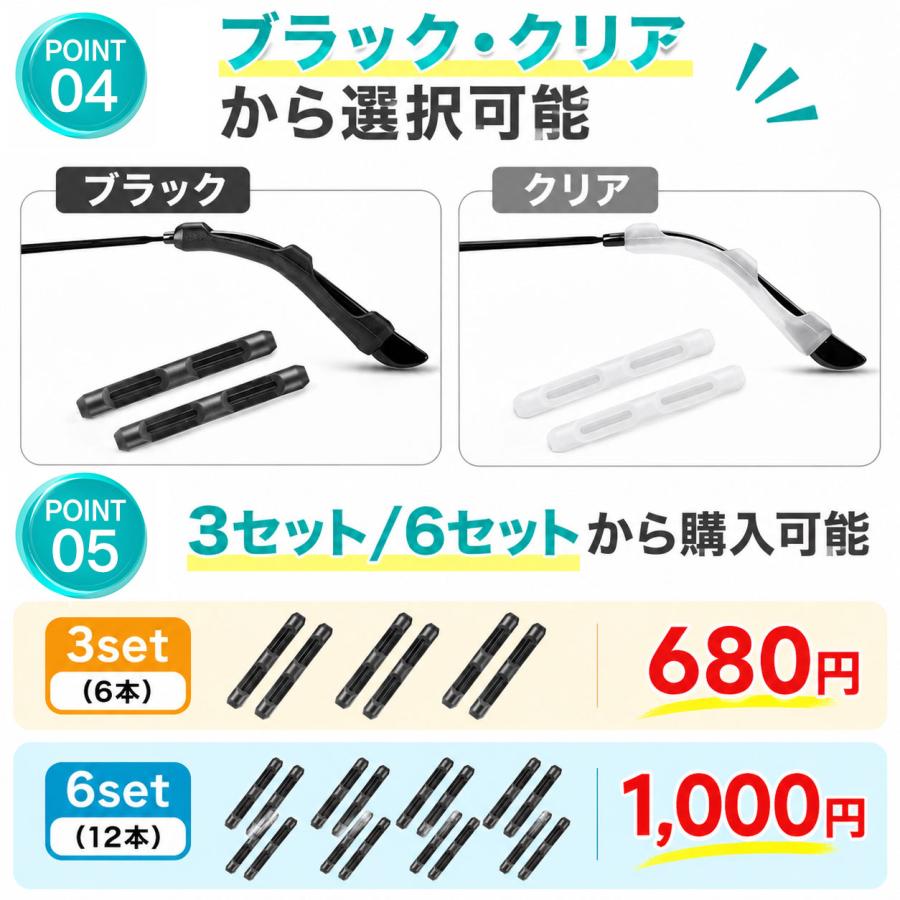 POINT
04
ブラック・クリア
から選択可能
ブラック
クリア
POINT
05
3セット/6セットから購入可能
3set
(6本)
680円
6set
(12本)
1,000円